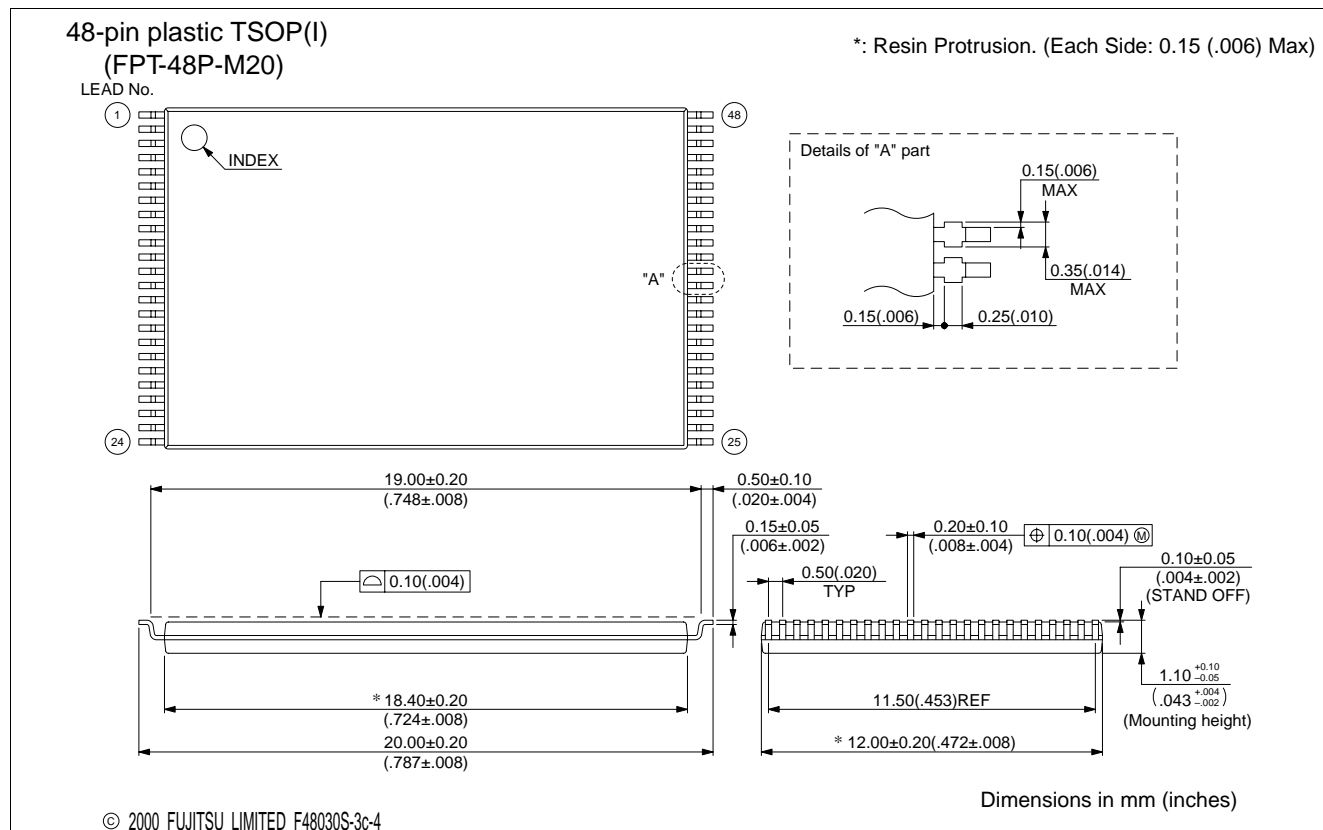 48-pin plastic TSOP(I)
(FPT-48P-M20)
*: Resin Protrusion. (Each Side: 0.15 (.006) Max)
LEAD No.
1
48
INDEX
"A"
24
25
Details of "A" part
0.15(.006)
MAX
0.35(.014)
MAX
0.15(.006)
0.25(.010)
19.00±0.20
(.748±.008)
0.50±0.10
(.020±.004)
0.15±0.05
(.006±.002)
0.20±0.10
(.008±.004)
⌖ 0.10(.004) Ⓜ
0.10±0.05
(.004±.002)
(STAND OFF)
0.50(.020)
TYP
⌓ 0.10(.004)
1.10 +0.10 –0.05
(.043 +.004 –.002)
(Mounting height)
* 18.40±0.20
(.724±.008)
11.50(.453)REF
20.00±0.20
(.787±.008)
* 12.00±0.20(.472±.008)
Dimensions in mm (inches)
© 2000 FUJITSU LIMITED F48030S-3c-4